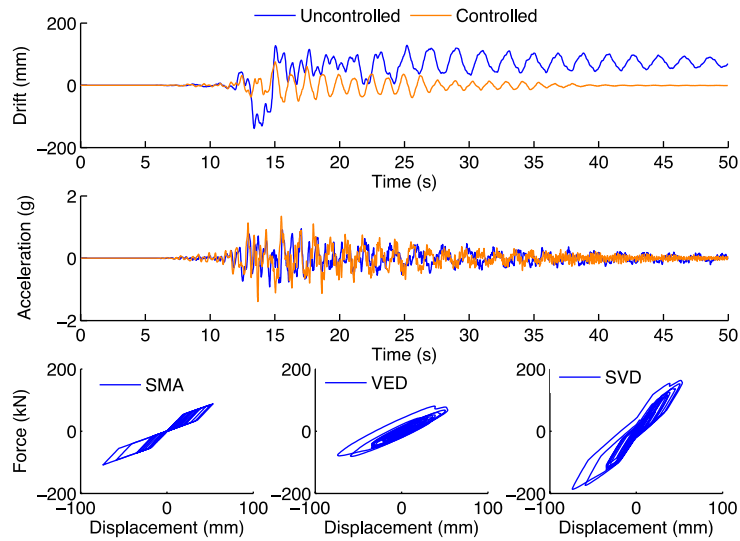 Uncontrolled Controlled
200
0
−200
Drift (mm)
0 5 10 15 20 25 30 35 40 45 50
Time (s)
2
0
−2
Acceleration (g)
0 5 10 15 20 25 30 35 40 45 50
Time (s)
200
0
−200
Force (kN)
SMA
−100 0 100
Displacement (mm)
200
0
−200
VED
−100 0 100
Displacement (mm)
200
0
−200
SVD
−100 0 100
Displacement (mm)